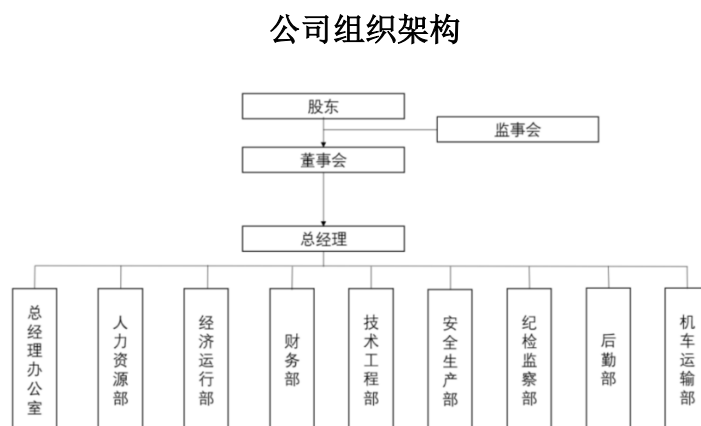 公司组织架构
股东
监事会
董事会
总经理
总经理办公室
人力资源部
经济运行部
财务部
技术工程部
安全生产部
纪检监察部
后勤部
机车运输部